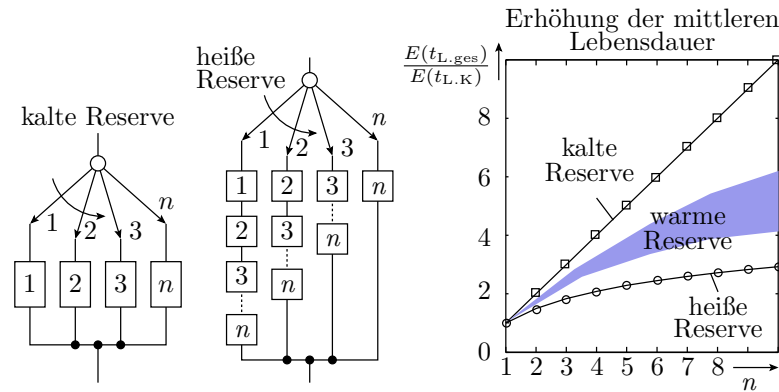 kalte Reserve
1
2
3
n
1
2
3
n
heiße
Reserve
1
2
3
n
1
2
3
n
2
3
n
3
n
n
Erhöhung der mittleren
Lebensdauer
E(t_L.ges)
E(t_L.K)
8
6
4
2
0
kalte
Reserve
warme
Reserve
heiße
Reserve
1 2 3 4 5 6 7 8
n